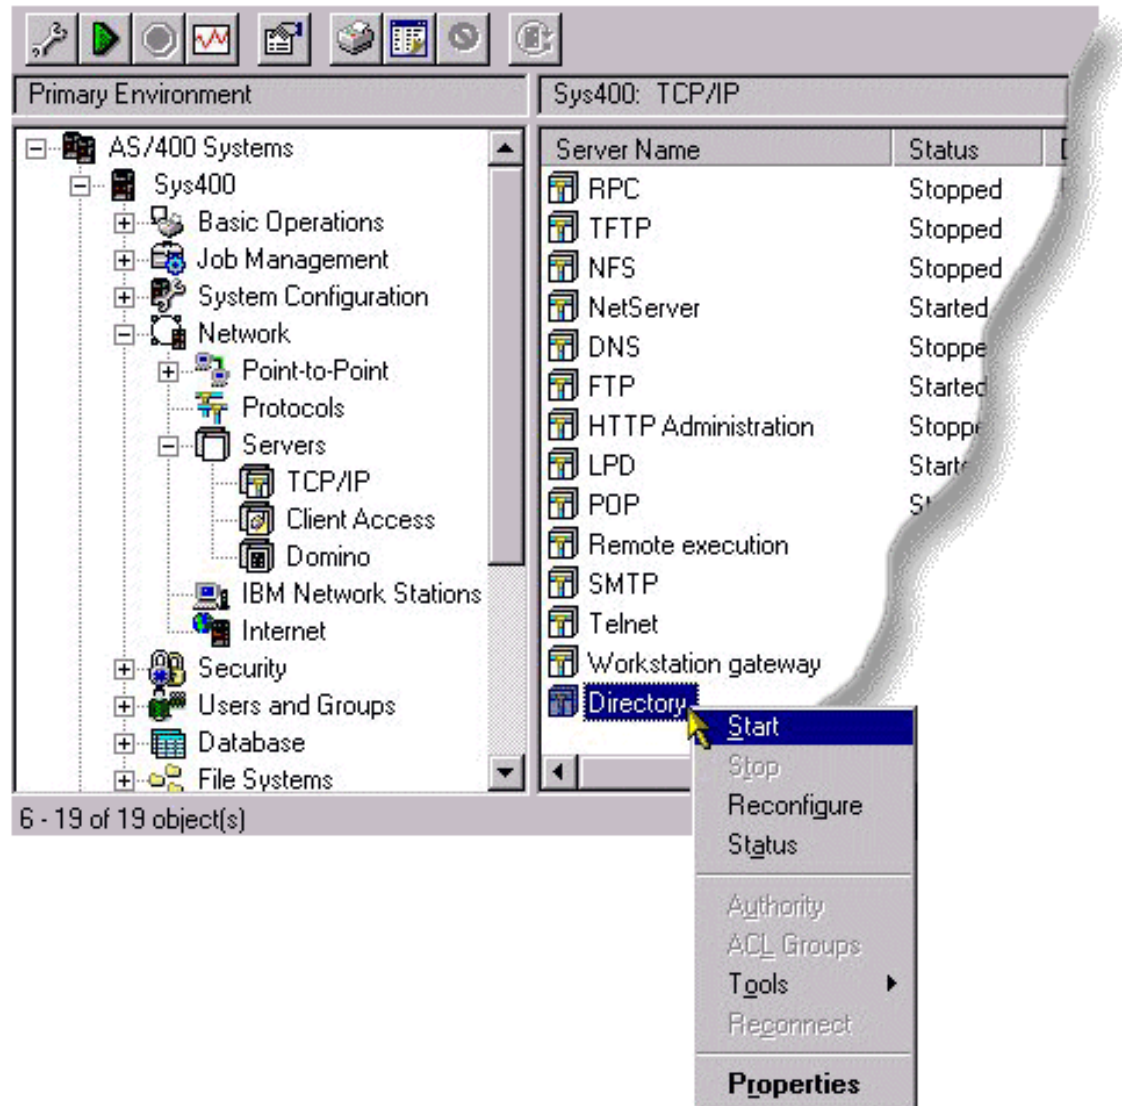 Primary Environment
Sys400: TCP/IP
AS/400 Systems
Sys400
Basic Operations
Job Management
System Configuration
Network
Point-to-Point
Protocols
Servers
TCP/IP
Client Access
Domino
IBM Network Stations
Internet
Security
Users and Groups
Database
File Systems
6 - 19 of 19 object(s)
Server Name Status
RPC Stopped
TFTP Stopped
NFS Stopped
NetServer Started
DNS Stoppe
FTP Started
HTTP Administration Stoppe
LPD Starte
POP
Remote execution
SMTP
Telnet
Workstation gateway
Directory
Start
Stop
Reconfigure
Status
Authority
ACL Groups
Tools
Reconnect
Properties